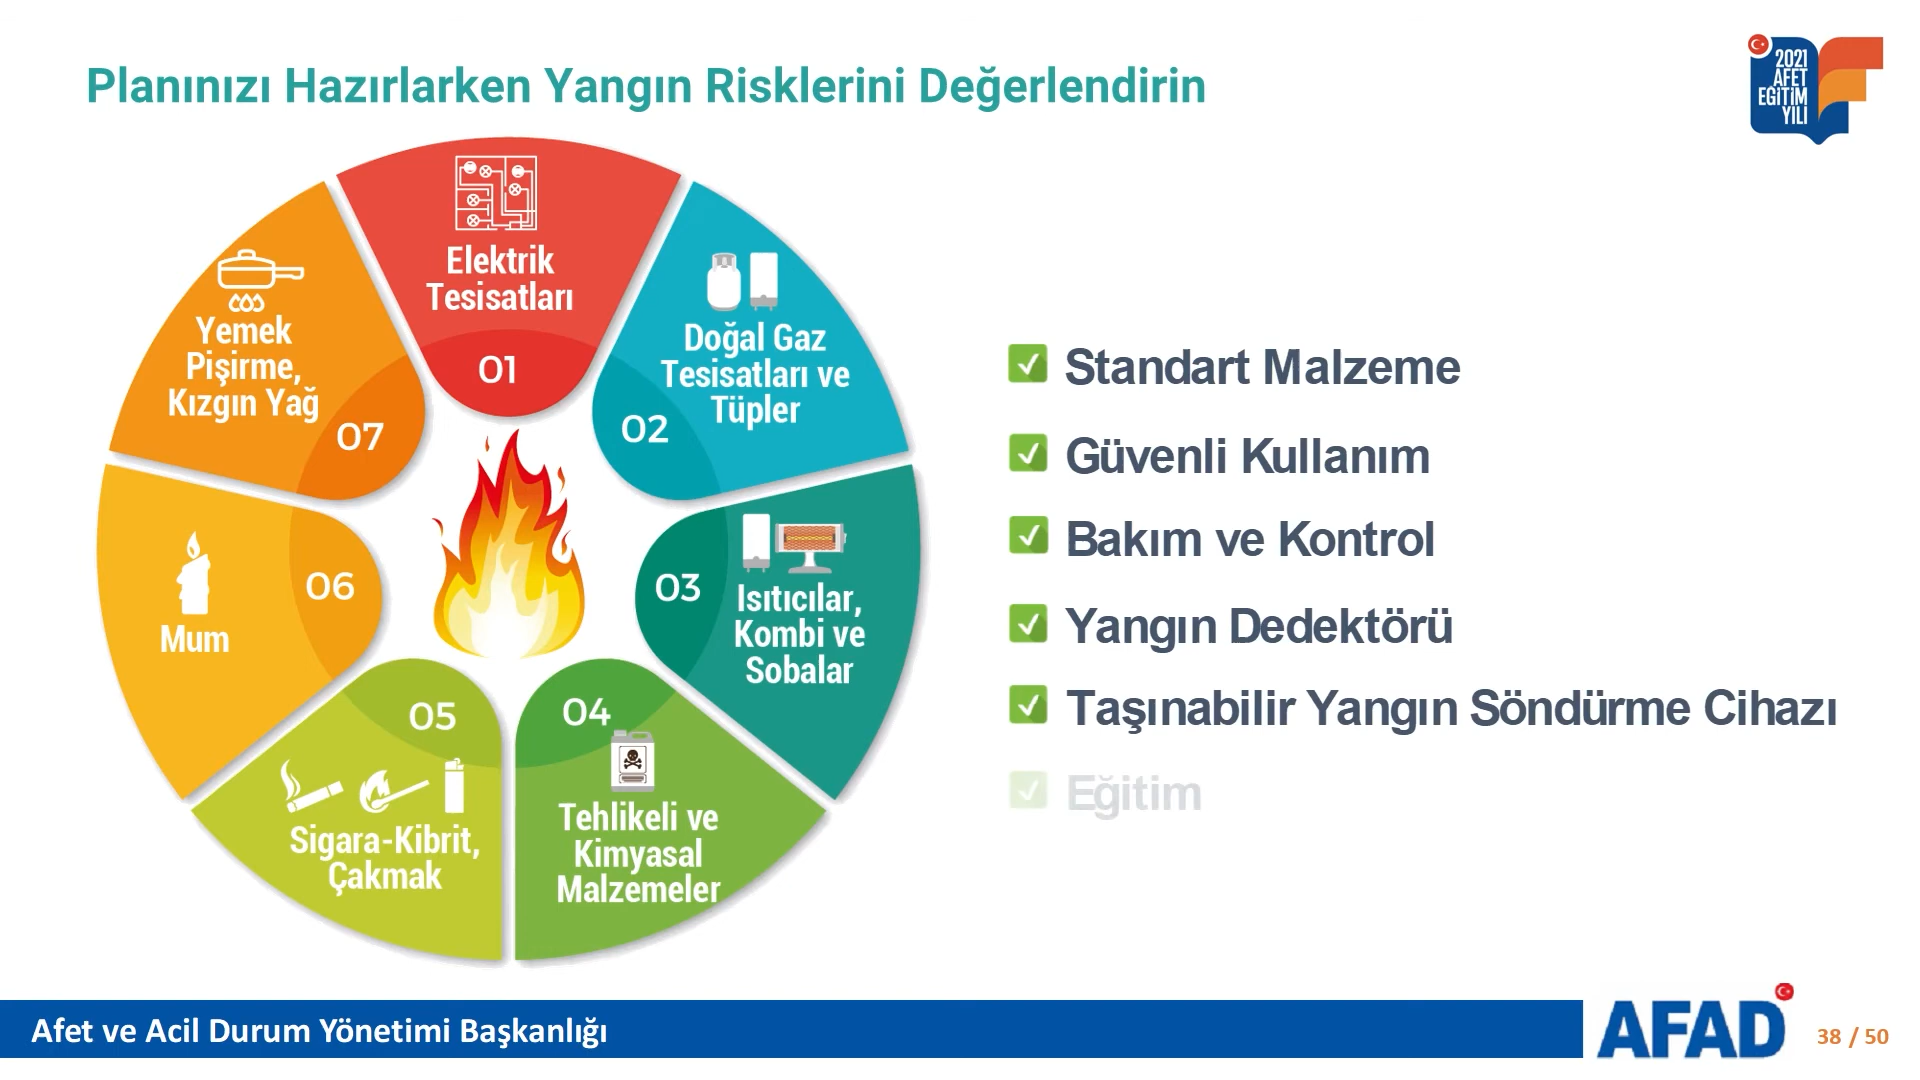 Planınızı Hazırlarken Yangın Risklerini Değerlendirin
2021
AFET
EĞİTİM
YILI
Elektrik
Tesisatları
01
Doğal Gaz
Tesisatları ve
Tüpler
02
Isıtıcılar,
Kombi ve
Sobalar
03
04
Tehlikeli ve
Kimyasal
Malzemeler
05
Sigara-Kibrit,
Çakmak
06
Mum
Yemek
Pişirme,
Kızgın Yağ
07
Standart Malzeme
Güvenli Kullanım
Bakım ve Kontrol
Yangın Dedektörü
Taşınabilir Yangın Söndürme Cihazı
Eğitim
Afet ve Acil Durum Yönetimi Başkanlığı
AFAD
38 / 50